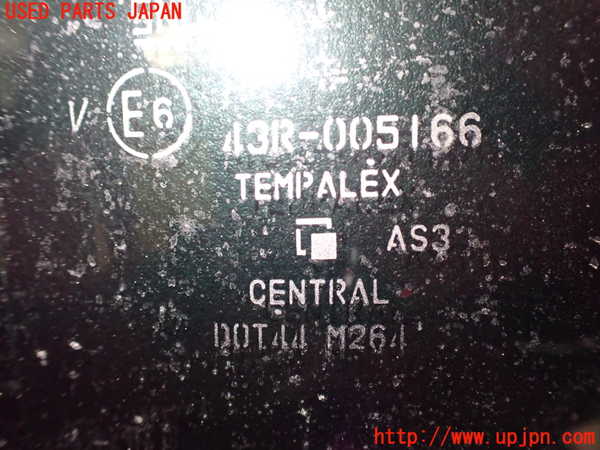 USED PARTS JAPAN
V E6 43R-005166
TEMPALEX
AS3
CENTRAL
DOT44 M264
http://www.upjpn.com/